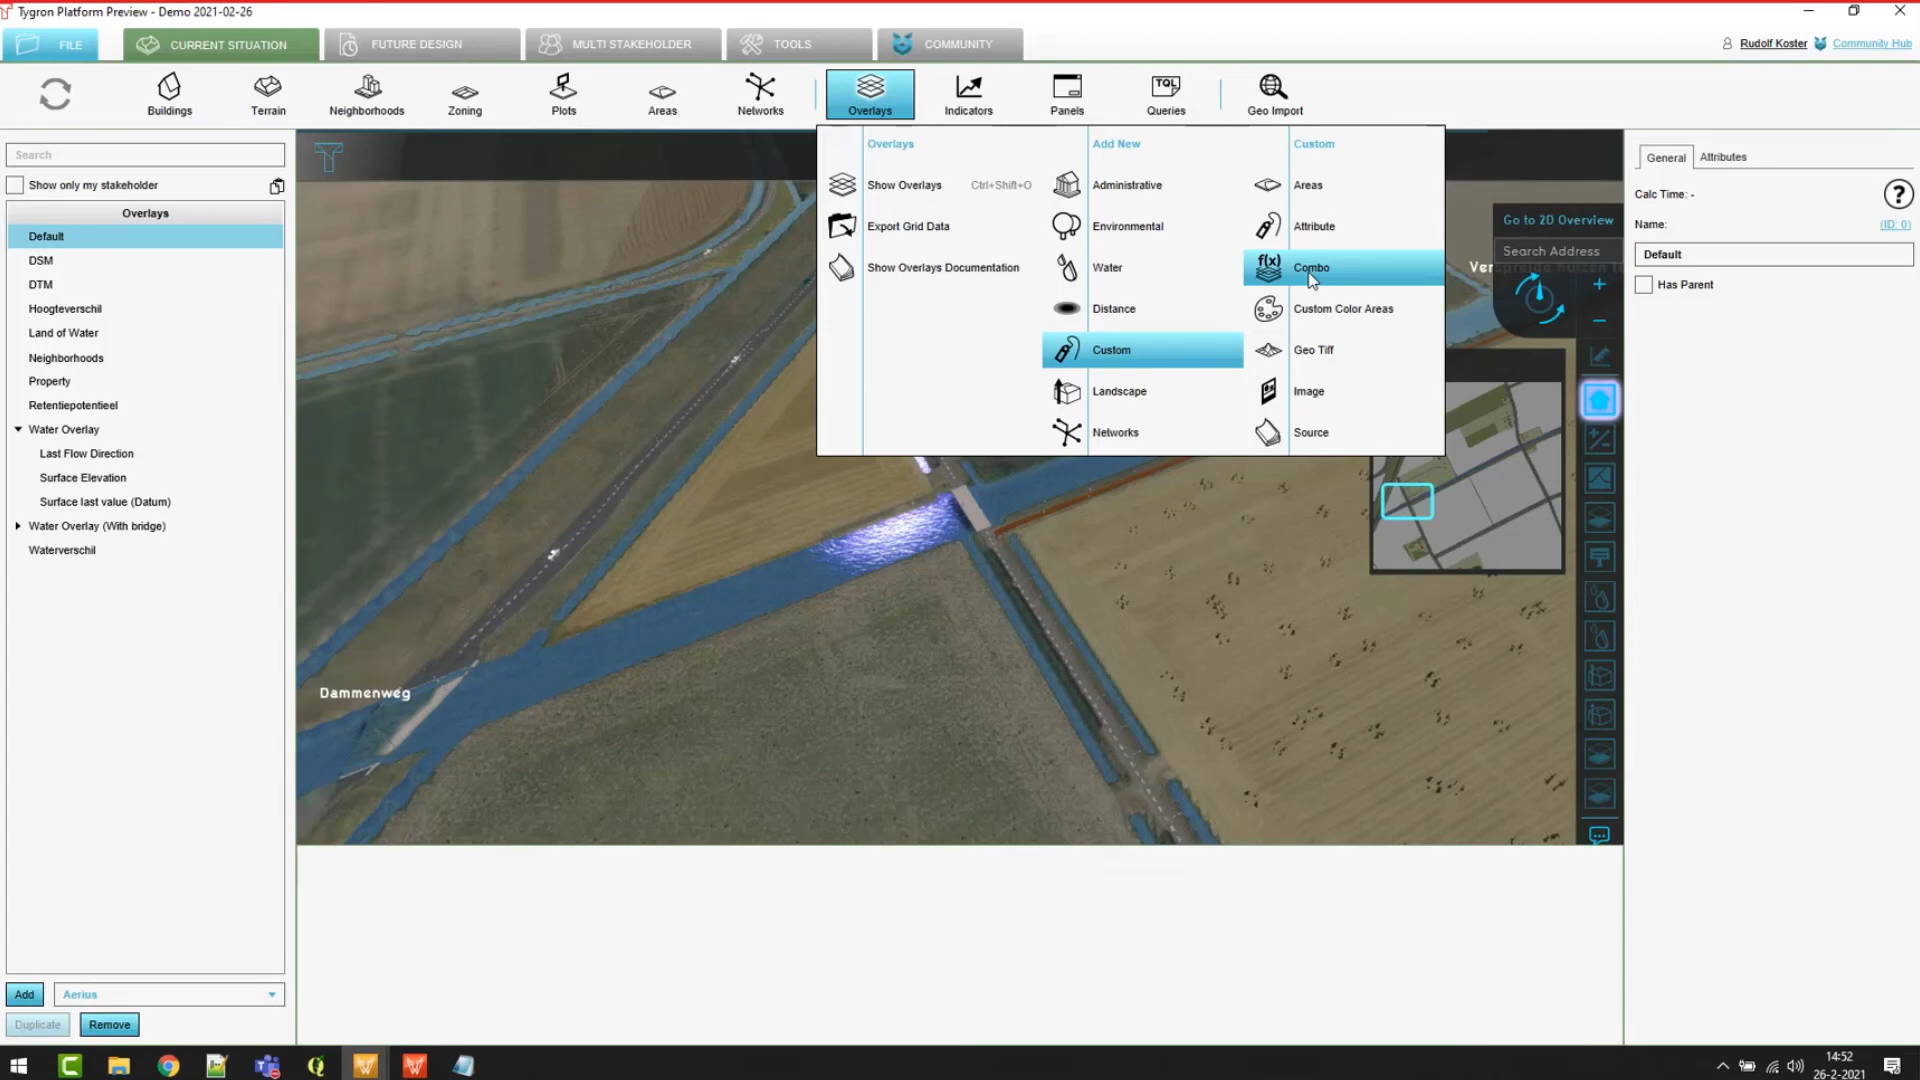 Tygron Platform Preview - Demo 2021-02-26
FILE
CURRENT SITUATION
FUTURE DESIGN
MULTI STAKEHOLDER
TOOLS
COMMUNITY
Rudolf Koster
Community Hub
Buildings
Terrain
Neighborhoods
Zoning
Plots
Areas
Networks
Overlays
Indicators
Panels
TQL
Queries
Geo Import
Search
Show only my stakeholder
Overlays
Default
DSM
DTM
Hoogteverschil
Land of Water
Neighborhoods
Property
Retentiepotentieel
Water Overlay
Last Flow Direction
Surface Elevation
Surface last value (Datum)
Water Overlay (With bridge)
Waterverschil
Add
Aerius
Duplicate
Remove
Overlays
Show Overlays
Ctrl+Shift+O
Export Grid Data
Show Overlays Documentation
Add New
Administrative
Environmental
Water
Distance
Custom
Landscape
Networks
Custom
Areas
Attribute
f(x)
Combo
Custom Color Areas
Geo Tiff
Image
Source
Dammenweg
Go to 2D Overview
Search Address
General
Attributes
Calc Time: -
?
Name:
(ID: 0)
Default
Has Parent
14:52
26-2-2021